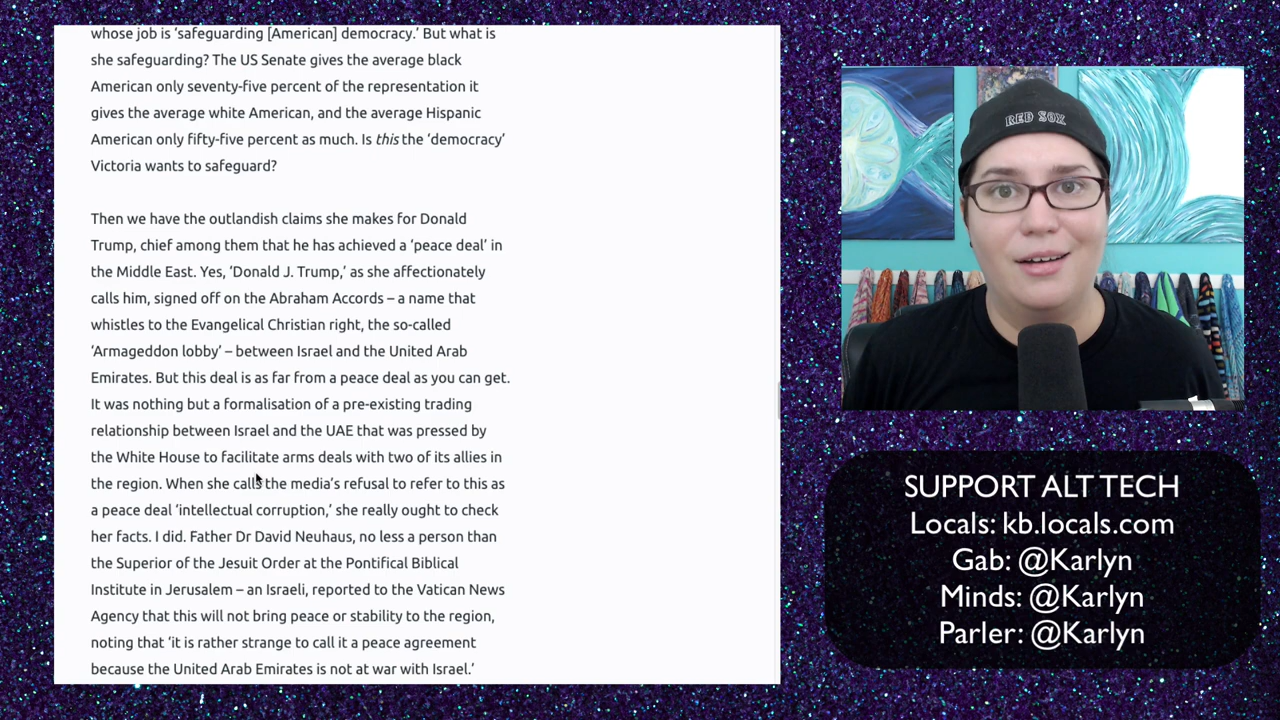 whose job is ‘safeguarding [American] democracy.’ But what is
she safeguarding? The US Senate gives the average black
American only seventy-five percent of the representation it
gives the average white American, and the average Hispanic
American only fifty-five percent as much. Is this the ‘democracy’
Victoria wants to safeguard?
Then we have the outlandish claims she makes for Donald
Trump, chief among them that he has achieved a ‘peace deal’ in
the Middle East. Yes, ‘Donald J. Trump,’ as she affectionately
calls him, signed off on the Abraham Accords – a name that
whistles to the Evangelical Christian right, the so-called
‘Armageddon lobby’ – between Israel and the United Arab
Emirates. But this deal is as far from a peace deal as you can get.
It was nothing but a formalisation of a pre-existing trading
relationship between Israel and the UAE that was pressed by
the White House to facilitate arms deals with two of its allies in
the region. When she calls the media’s refusal to refer to this as
a peace deal ‘intellectual corruption,’ she really ought to check
her facts. I did. Father Dr David Neuhaus, no less a person than
the Superior of the Jesuit Order at the Pontifical Biblical
Institute in Jerusalem – an Israeli, reported to the Vatican News
Agency that this will not bring peace or stability to the region,
noting that ‘it is rather strange to call it a peace agreement
because the United Arab Emirates is not at war with Israel.’
RED SOX
SUPPORT ALT TECH
Locals: kb.locals.com
Gab: @Karlyn
Minds: @Karlyn
Parler: @Karlyn